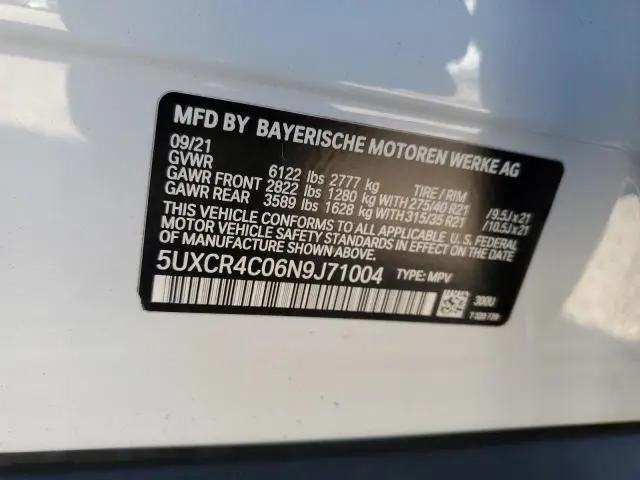 MFD BY BAYERISCHE MOTOREN WERKE AG
09/21
GVWR 6122 lbs 2777 kg TIRE / RIM
GAWR FRONT 2822 lbs 1280 kg WITH 275/40 R21 /9.5Jx21
GAWR REAR 3589 lbs 1628 kg WITH 315/35 R21 /10.5Jx21
THIS VEHICLE CONFORMS TO ALL APPLICABLE U.S. FEDERAL
MOTOR VEHICLE SAFETY STANDARDS IN EFFECT ON THE DATE OF
MANUFACTURE SHOWN ABOVE.
5UXCR4C06N9J71004 TYPE: MPV
300U